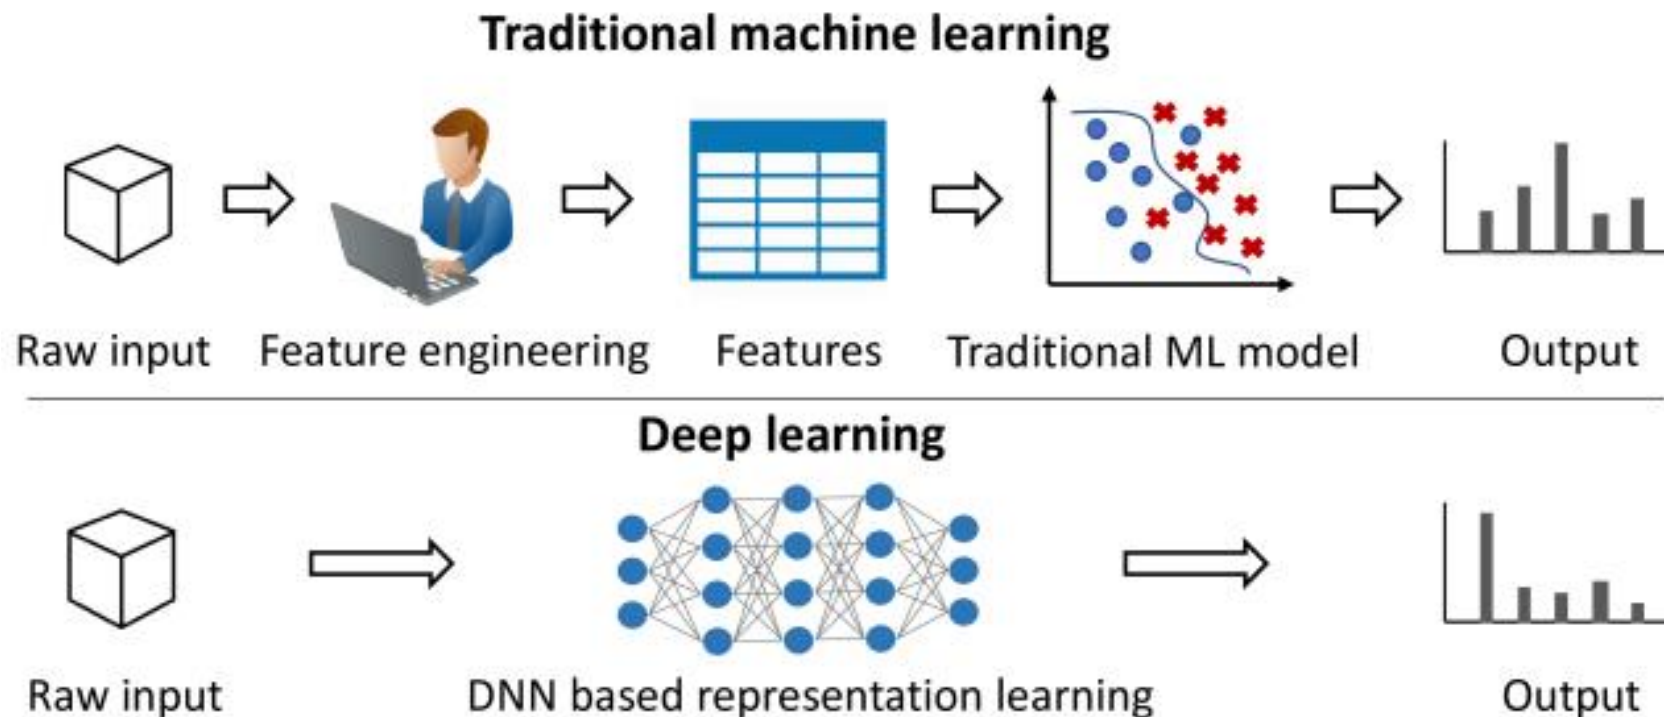 Traditional machine learning
Raw input Feature engineering Features Traditional ML model Output
Deep learning
Raw input DNN based representation learning Output